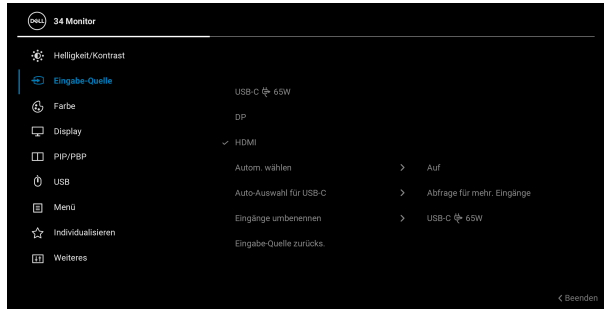 DELL 34 Monitor
Helligkeit/Kontrast
Eingabe-Quelle
USB-C 65W
Farbe
DP
Display
HDMI
PIP/PBP
Autom. wählen > Auf
USB
Auto-Auswahl für USB-C > Abfrage für mehr. Eingänge
Menü
Eingänge umbenennen > USB-C 65W
Individualisieren
Eingabe-Quelle zurücks.
Weiteres
< Beenden